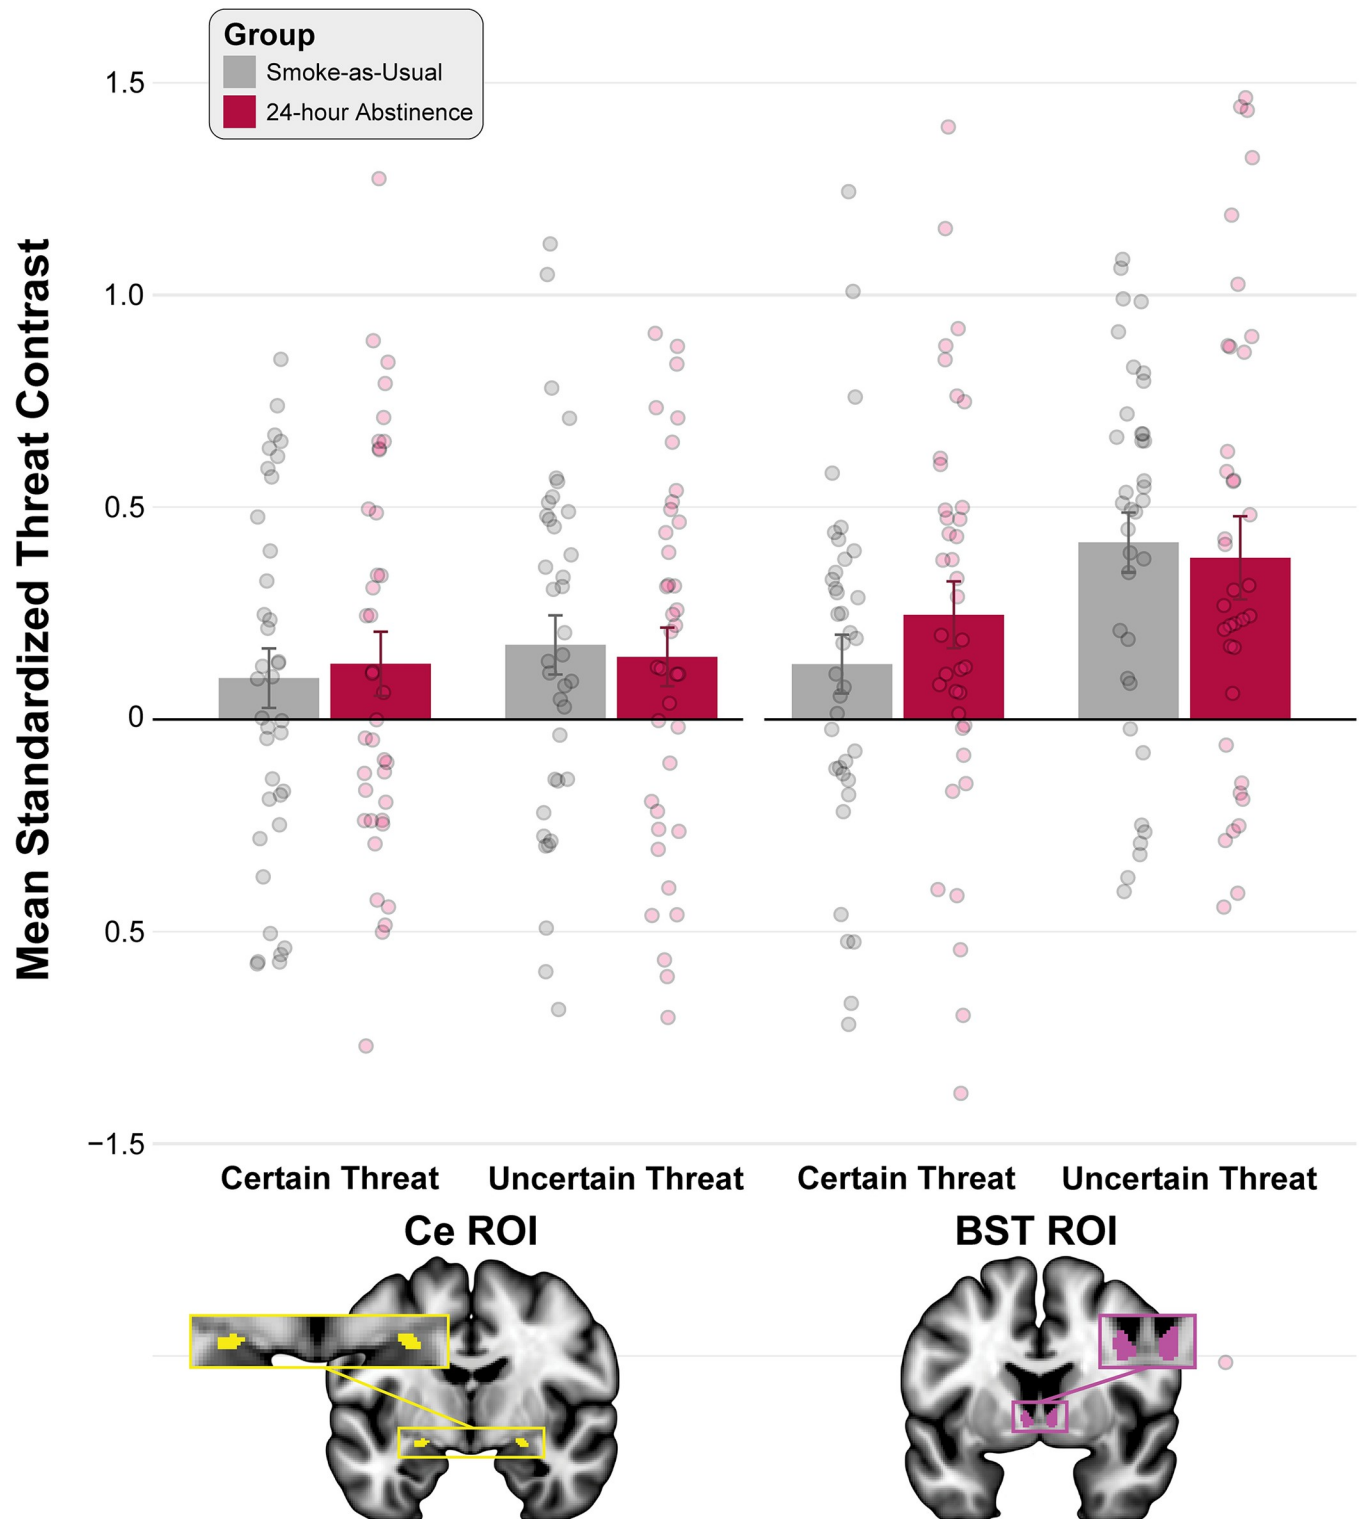 Group
Smoke-as-Usual
24-hour Abstinence
Mean Standardized Threat Contrast
1.5
1.0
0.5
0
0.5
−1.5
Certain Threat
Uncertain Threat
Certain Threat
Uncertain Threat
Ce ROI
BST ROI